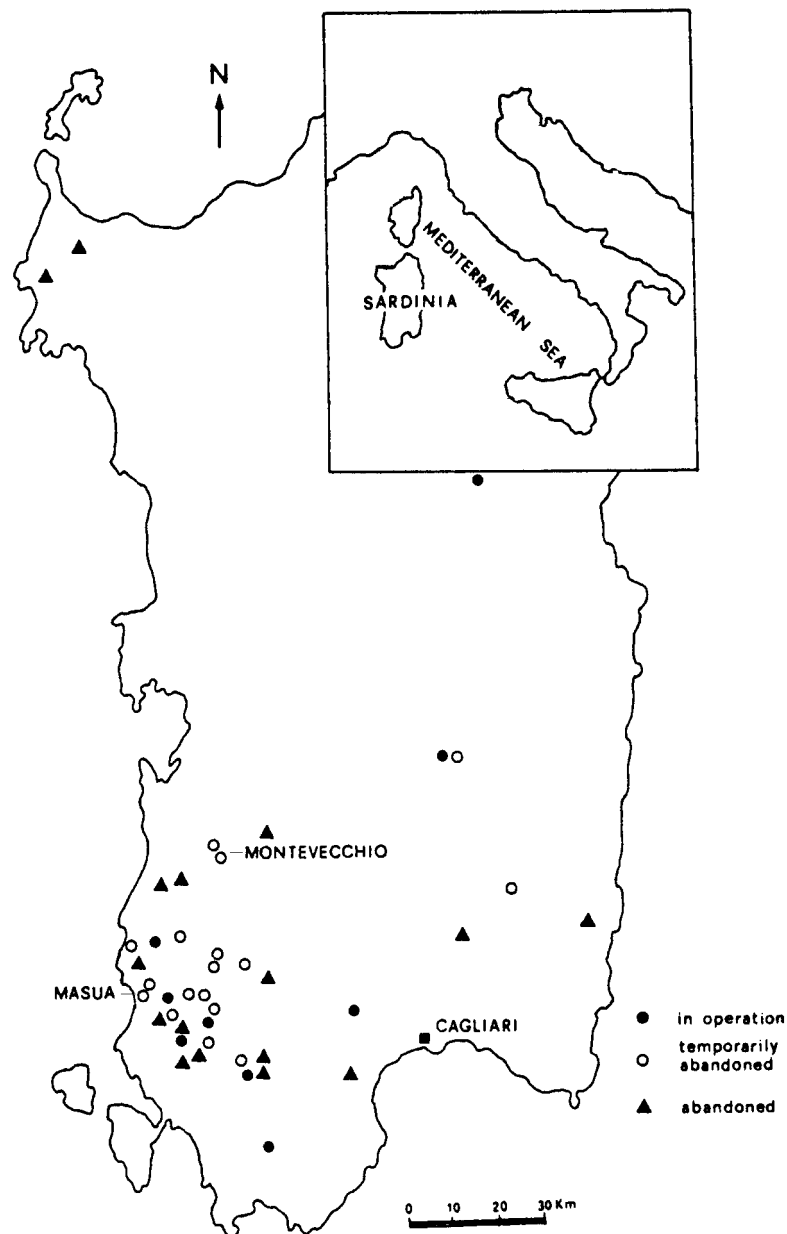 N
MEDITERRANEAN SEA
SARDINIA
MONTEVECCHIO
MASUA
CAGLIARI
in operation
temporarily
abandoned
abandoned
0 10 20 30 Km